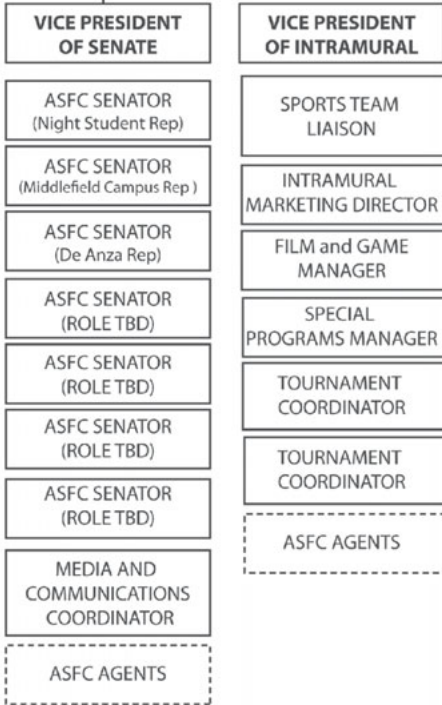 VICE PRESIDENT
OF SENATE
ASFC SENATOR
(Night Student Rep)
ASFC SENATOR
(Middlefield Campus Rep )
ASFC SENATOR
(De Anza Rep)
ASFC SENATOR
(ROLE TBD)
ASFC SENATOR
(ROLE TBD)
ASFC SENATOR
(ROLE TBD)
ASFC SENATOR
(ROLE TBD)
MEDIA AND
COMMUNICATIONS
COORDINATOR
ASFC AGENTS
VICE PRESIDENT
OF INTRAMURAL
SPORTS TEAM
LIAISON
INTRAMURAL
MARKETING DIRECTOR
FILM and GAME
MANAGER
SPECIAL
PROGRAMS MANAGER
TOURNAMENT
COORDINATOR
TOURNAMENT
COORDINATOR
ASFC AGENTS